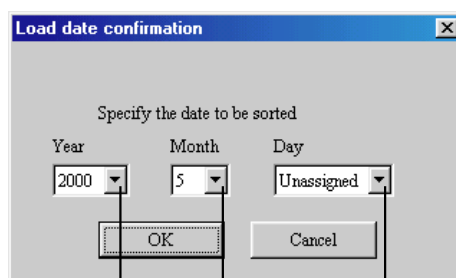 Load date confirmation
Specify the date to be sorted
Year Month Day
2000 5 Unassigned
OK Cancel